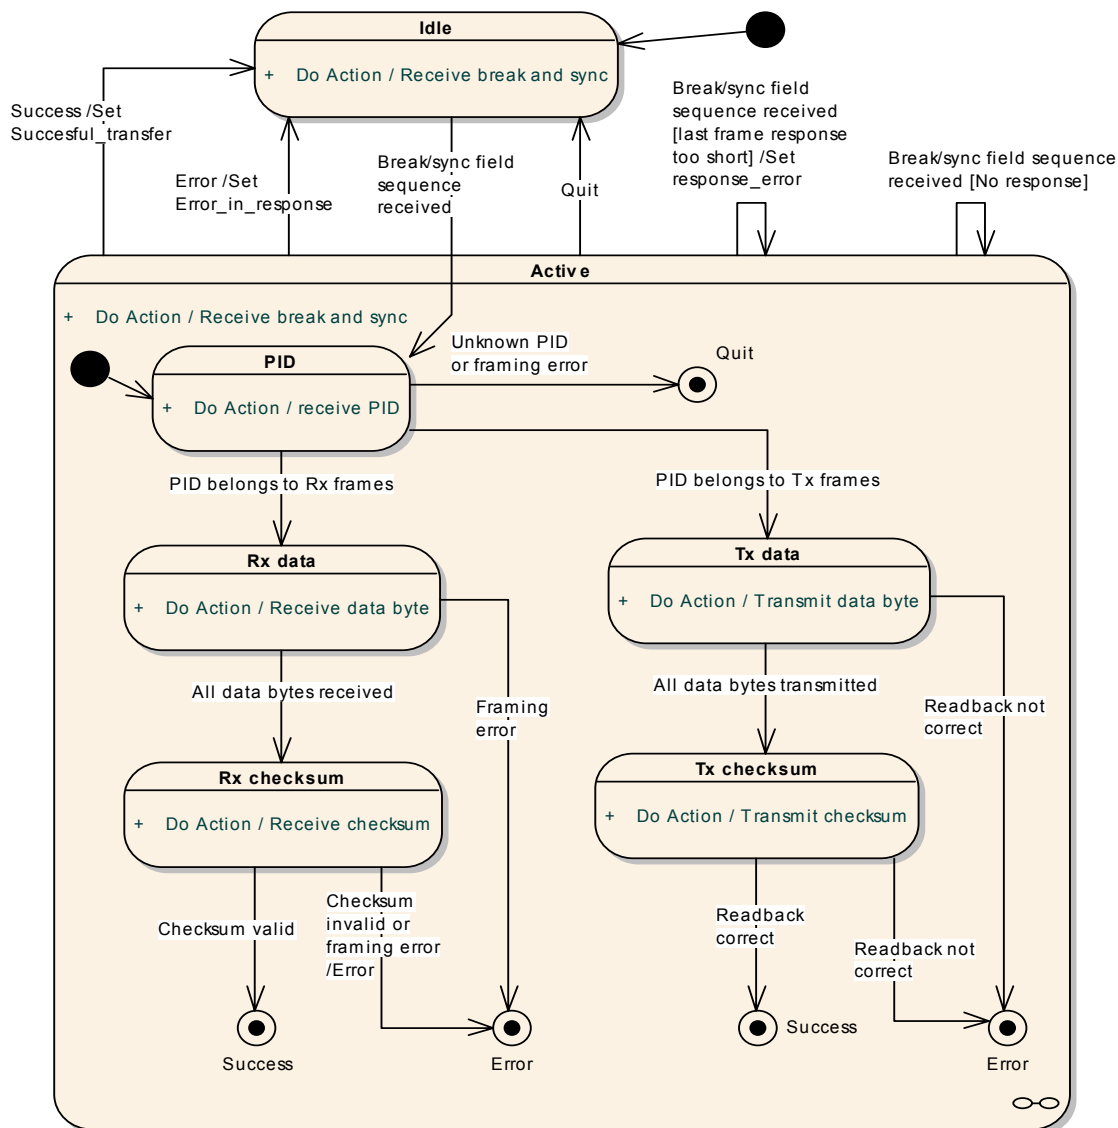 Idle
+ Do Action / Receive break and sync
Success /Set
Succesful_transfer
Error /Set
Error_in_response
Break/sync field
sequence
received
Quit
Break/sync field
sequence received
[last frame response
too short] /Set
response_error
Break/sync field sequence
received [No response]
Active
+ Do Action / Receive break and sync
PID
+ Do Action / receive PID
Unknown PID
or framing error
Quit
PID belongs to Rx frames
PID belongs to Tx frames
Rx data
+ Do Action / Receive data byte
Tx data
+ Do Action / Transmit data byte
All data bytes received
Framing
error
All data bytes transmitted
Readback not
correct
Rx checksum
+ Do Action / Receive checksum
Tx checksum
+ Do Action / Transmit checksum
Checksum valid
Checksum
invalid or
framing error
/Error
Readback
correct
Readback not
correct
Success
Error
Success
Error